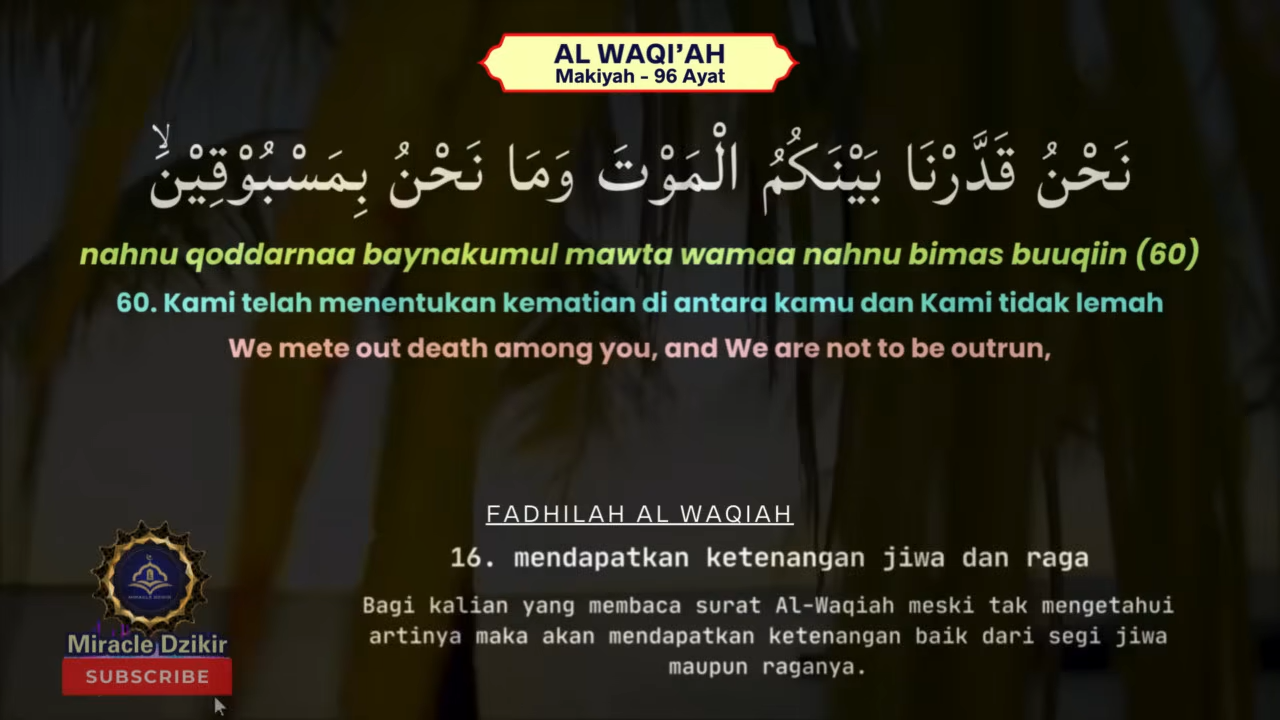 AL WAQI'AH
Makiyah - 96 Ayat
نَحْنُ قَدَّرْنَا بَيْنَكُمُ الْمَوْتَ وَمَا نَحْنُ بِمَسْبُوْقِيْنَۙ
nahnu qoddarnaa baynakumul mawta wamaa nahnu bimas buuqiin (60)
60. Kami telah menentukan kematian di antara kamu dan Kami tidak lemah
We mete out death among you, and We are not to be outrun,
FADHILAH AL WAQIAH
16. mendapatkan ketenangan jiwa dan raga
Bagi kalian yang membaca surat Al-Waqiah meski tak mengetahui
artinya maka akan mendapatkan ketenangan baik dari segi jiwa
maupun raganya.
Miracle Dzikir
SUBSCRIBE